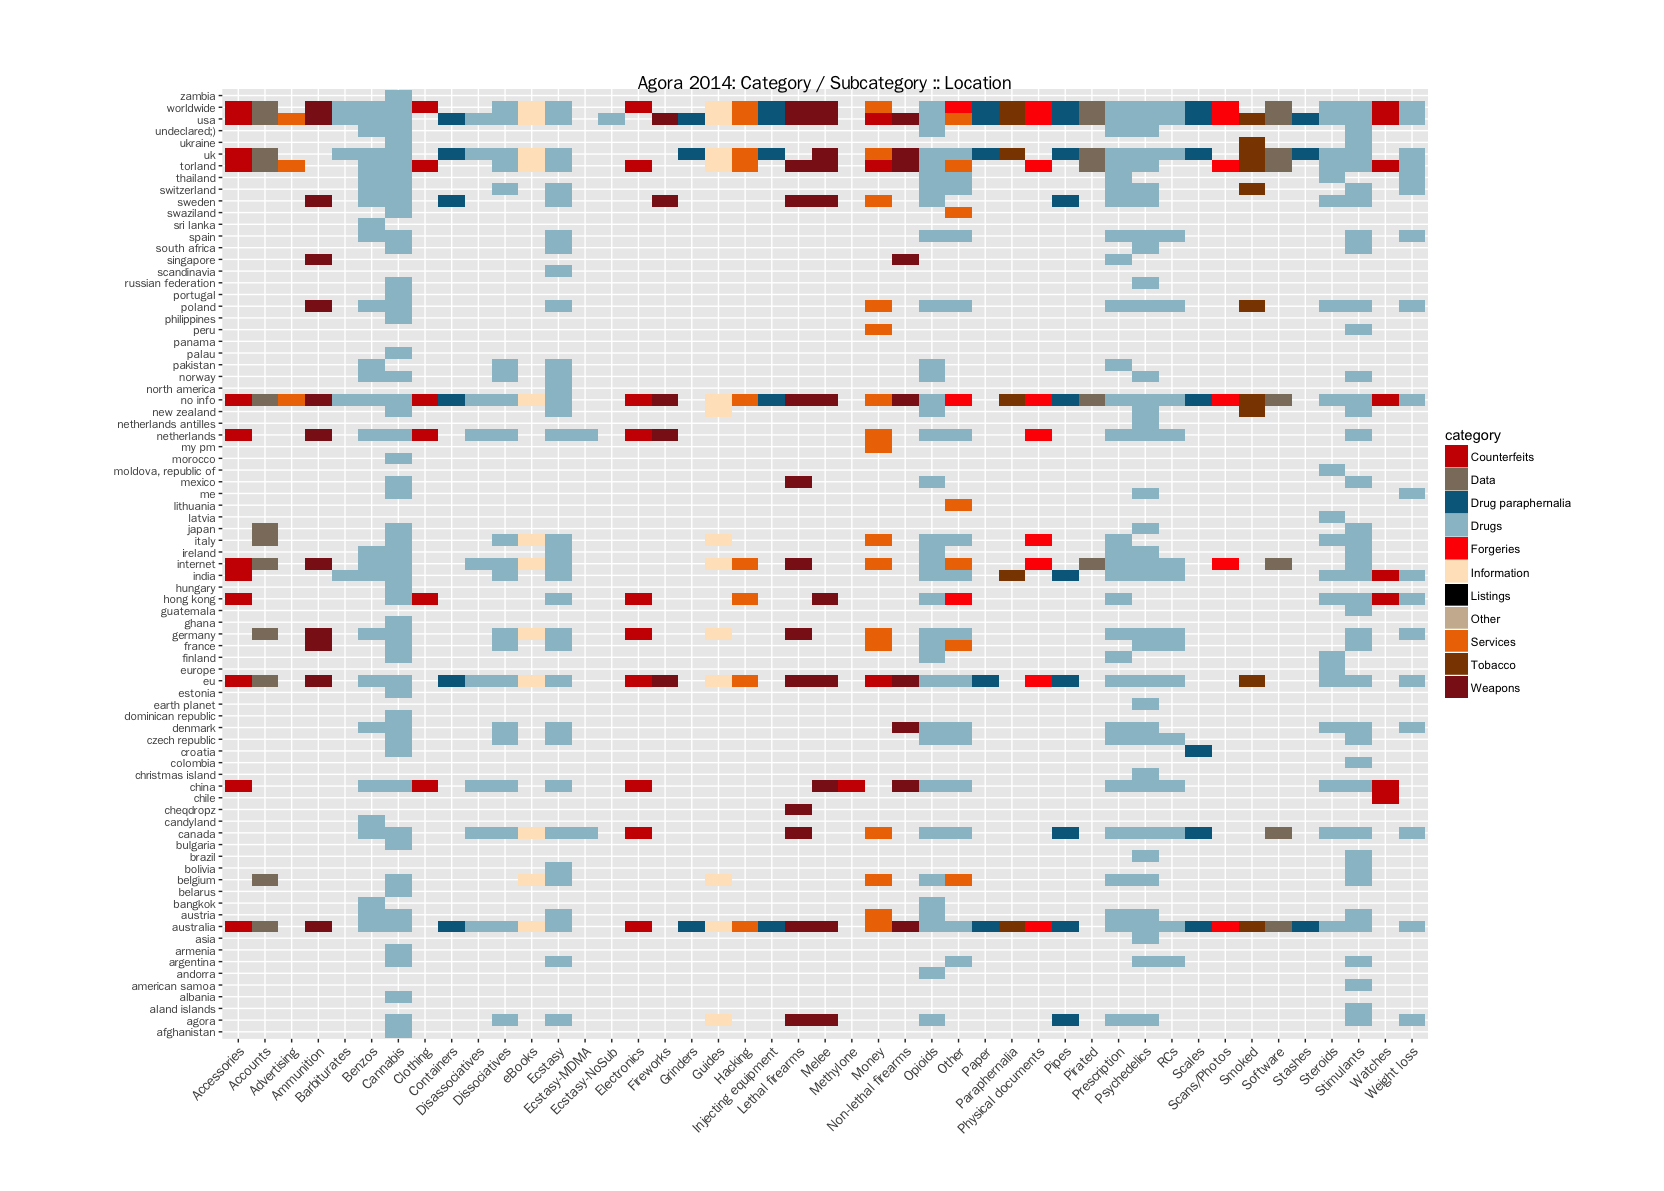 Agora 2014: Category / Subcategory :: Location
zambia
worldwide
usa
undeclared;)
ukraine
uk
torland
thailand
switzerland
sweden
swaziland
sri lanka
spain
south africa
singapore
scandinavia
russian federation
portugal
poland
philippines
peru
panama
palau
pakistan
norway
north america
no info
new zealand
netherlands antilles
netherlands
my pm
morocco
moldova, republic of
mexico
me
lithuania
latvia
japan
italy
ireland
internet
india
hungary
hong kong
guatemala
ghana
germany
france
finland
europe
eu
estonia
earth planet
dominican republic
denmark
czech republic
croatia
colombia
christmas island
china
chile
cheqdropz
candyland
canada
bulgaria
brazil
bolivia
belgium
belarus
bangkok
austria
australia
asia
armenia
argentina
andorra
american samoa
albania
aland islands
agora
afghanistan
Accessories
Accounts
Advertising
Ammunition
Barbiturates
Benzos
Cannabis
Clothing
Containers
Disassociatives
Dissociatives
eBooks
Ecstasy
Ecstasy-MDMA
Ecstasy-NoSub
Electronics
Fireworks
Grinders
Guides
Hacking
Injecting equipment
Lethal firearms
Melee
Methylone
Money
Non-lethal firearms
Opioids
Other
Paper
Paraphernalia
Physical documents
Pipes
Pirated
Prescription
Psychedelics
RCs
Scales
Scans/Photos
Smoked
Software
Stashes
Steroids
Stimulants
Watches
Weight loss
category
Counterfeits
Data
Drug paraphernalia
Drugs
Forgeries
Information
Listings
Other
Services
Tobacco
Weapons